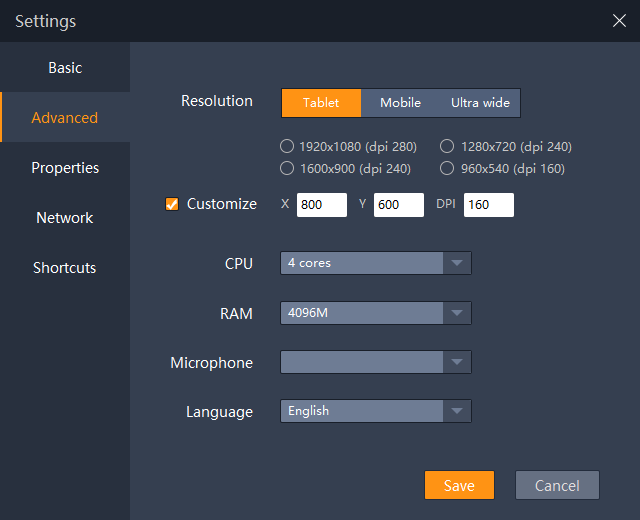 Settings
Basic
Advanced
Properties
Network
Shortcuts
Resolution Tablet Mobile Ultra wide
1920x1080 (dpi 280) 1280x720 (dpi 240)
1600x900 (dpi 240) 960x540 (dpi 160)
Customize X 800 Y 600 DPI 160
CPU 4 cores
RAM 4096M
Microphone
Language English
Save Cancel